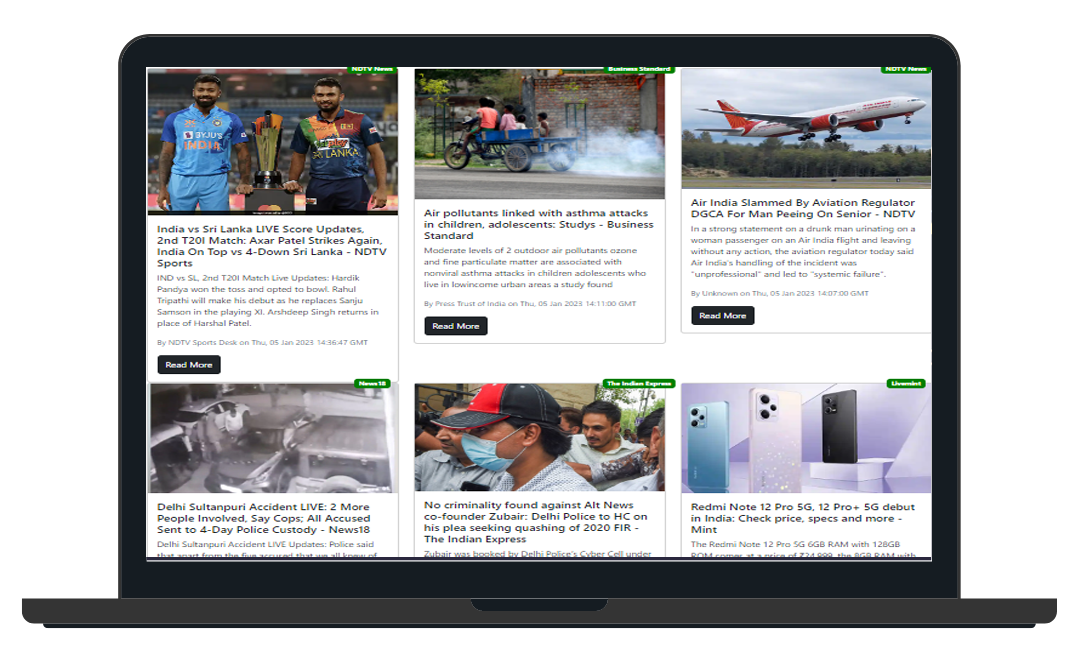 NDTV News
BYJU'S
INDIA
SRI LANKA
India vs Sri Lanka LIVE Score Updates,
2nd T20I Match: Axar Patel Strikes Again,
India On Top vs 4-Down Sri Lanka - NDTV
Sports
IND vs SL, 2nd T20I Match Live Updates: Hardik
Pandya won the toss and opted to bowl. Rahul
Tripathi will make his debut as he replaces Sanju
Samson in the playing XI. Arshdeep Singh returns in
place of Harshal Patel.
By NDTV Sports Desk on Thu, 05 Jan 2023 14:36:47 GMT
Read More
Business Standard
Air pollutants linked with asthma attacks
in children, adolescents: Studys - Business
Standard
Moderate levels of 2 outdoor air pollutants ozone
and fine particulate matter are associated with
nonviral asthma attacks in children adolescents who
live in lowincome urban areas a study found
By Press Trust of India on Thu, 05 Jan 2023 14:11:00 GMT
Read More
NDTV News
Air India Slammed By Aviation Regulator
DGCA For Man Peeing On Senior - NDTV
In a strong statement on a drunk man urinating on a
woman passenger on an Air India flight and leaving
without any action, the aviation regulator today said
Air India's handling of the incident was
"unprofessional" and led to "systemic failure".
By Unknown on Thu, 05 Jan 2023 14:07:00 GMT
Read More
News18
Delhi Sultanpuri Accident LIVE: 2 More
People Involved, Say Cops; All Accused
Sent to 4-Day Police Custody - News18
Delhi Sultanpuri Accident LIVE Updates: Police said
that apart from the five accused that we all knew of
The Indian Express
No criminality found against Alt News
co-founder Zubair: Delhi Police to HC on
his plea seeking quashing of 2020 FIR -
The Indian Express
Zubair was booked by Delhi Police's Cyber Cell under
Livemint
Redmi Note 12 Pro 5G, 12 Pro+ 5G debut
in India: Check price, specs and more -
Mint
The Redmi Note 12 Pro 5G 6GB RAM with 128GB
ROM comes at a price of ₹24,999, the 8GB RAM with